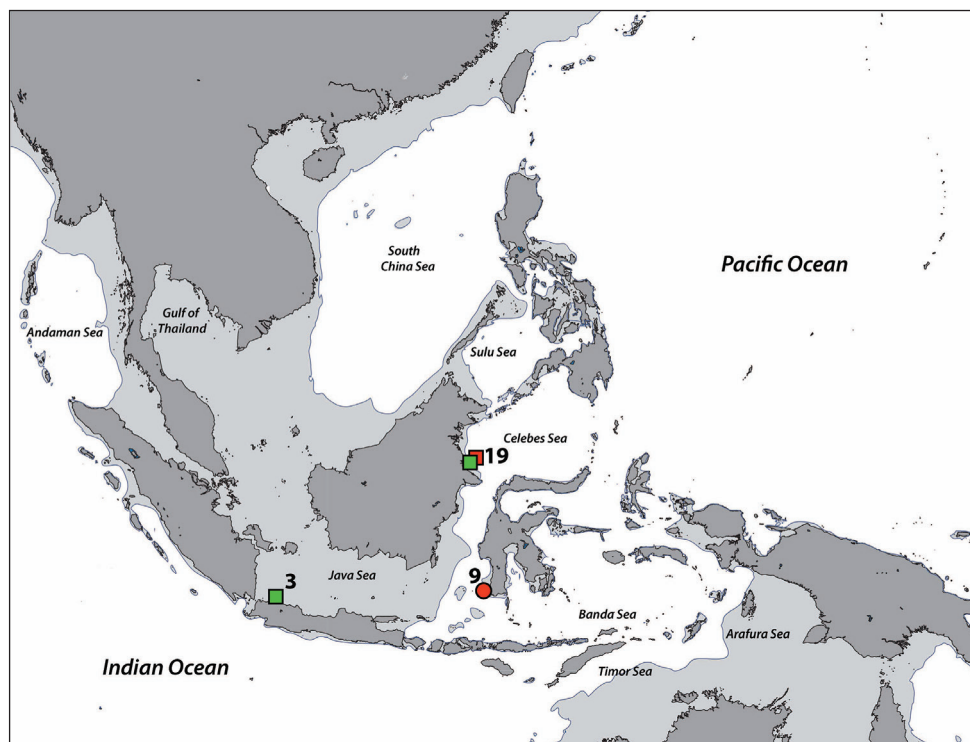 South
China Sea
Pacific Ocean
Gulf of
Thailand
Andaman Sea
Sulu Sea
Celebes Sea
19
3
Java Sea
9
Banda Sea
Arafura Sea
Indian Ocean
Timor Sea